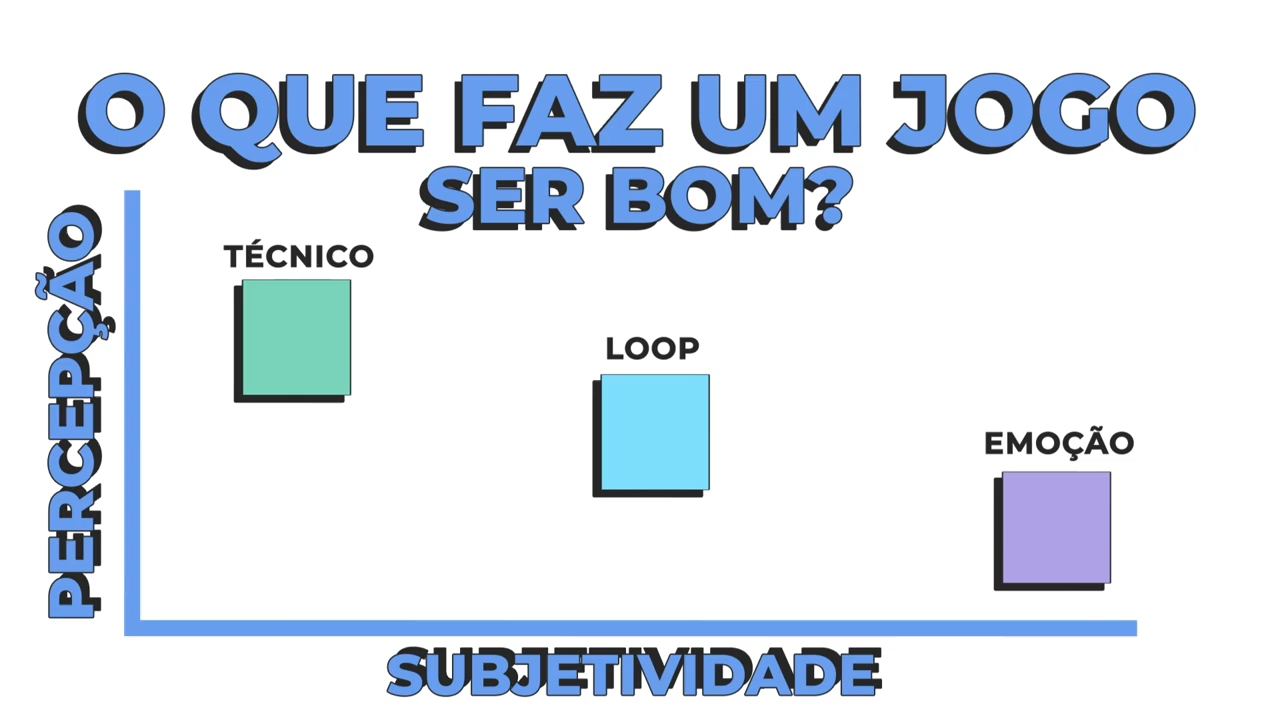 O QUE FAZ UM JOGO
SER BOM?
PERCEPÇÃO
TÉCNICO
LOOP
EMOÇÃO
SUBJETIVIDADE